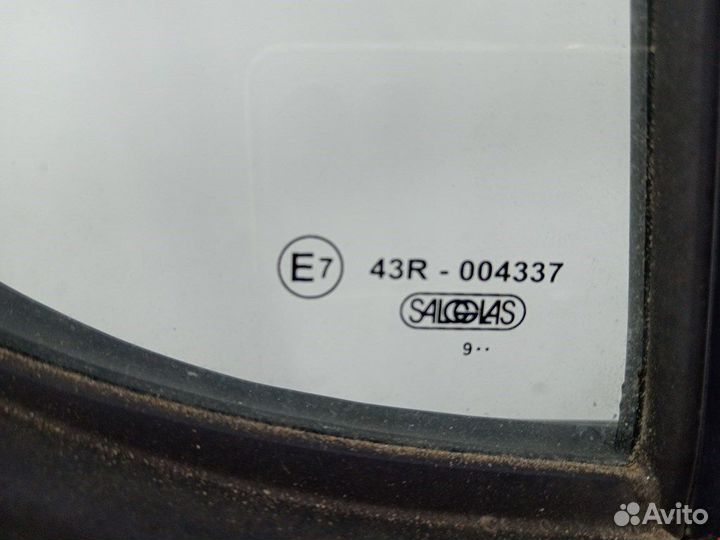 E7 43R - 004337
SALGGLAS
9··
Avito